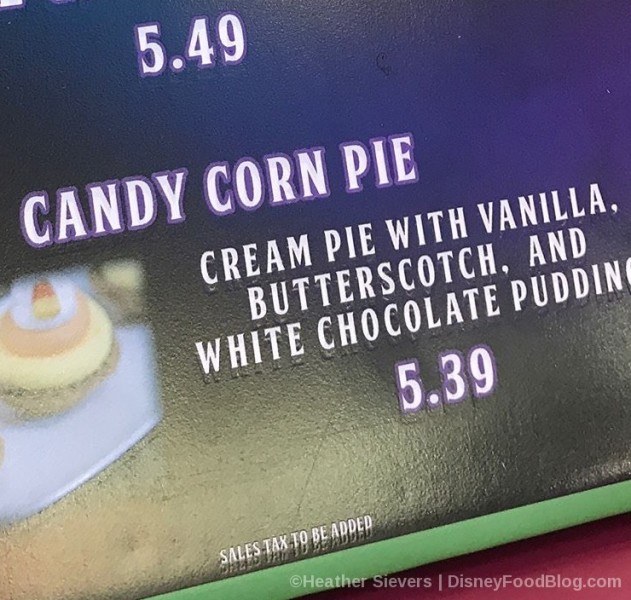 5.49
CANDY CORN PIE
CREAM PIE WITH VANILLA,
BUTTERSCOTCH, AND
WHITE CHOCOLATE PUDDING
5.39
SALES TAX TO BE ADDED
©Heather Sievers | DisneyFoodBlog.com